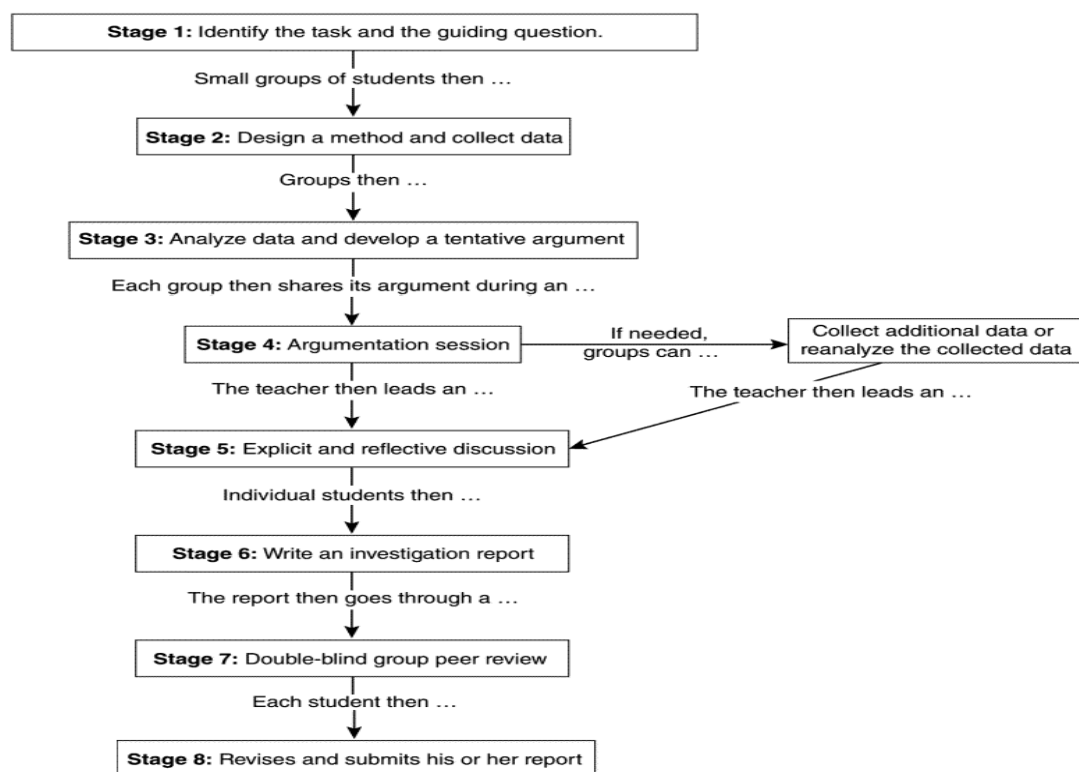 Stage 1: Identify the task and the guiding question.
Small groups of students then …
Stage 2: Design a method and collect data
Groups then …
Stage 3: Analyze data and develop a tentative argument
Each group then shares its argument during an …
Stage 4: Argumentation session
If needed,
groups can …
Collect additional data or
reanalyze the collected data
The teacher then leads an …
The teacher then leads an …
Stage 5: Explicit and reflective discussion
Individual students then …
Stage 6: Write an investigation report
The report then goes through a …
Stage 7: Double-blind group peer review
Each student then …
Stage 8: Revises and submits his or her report